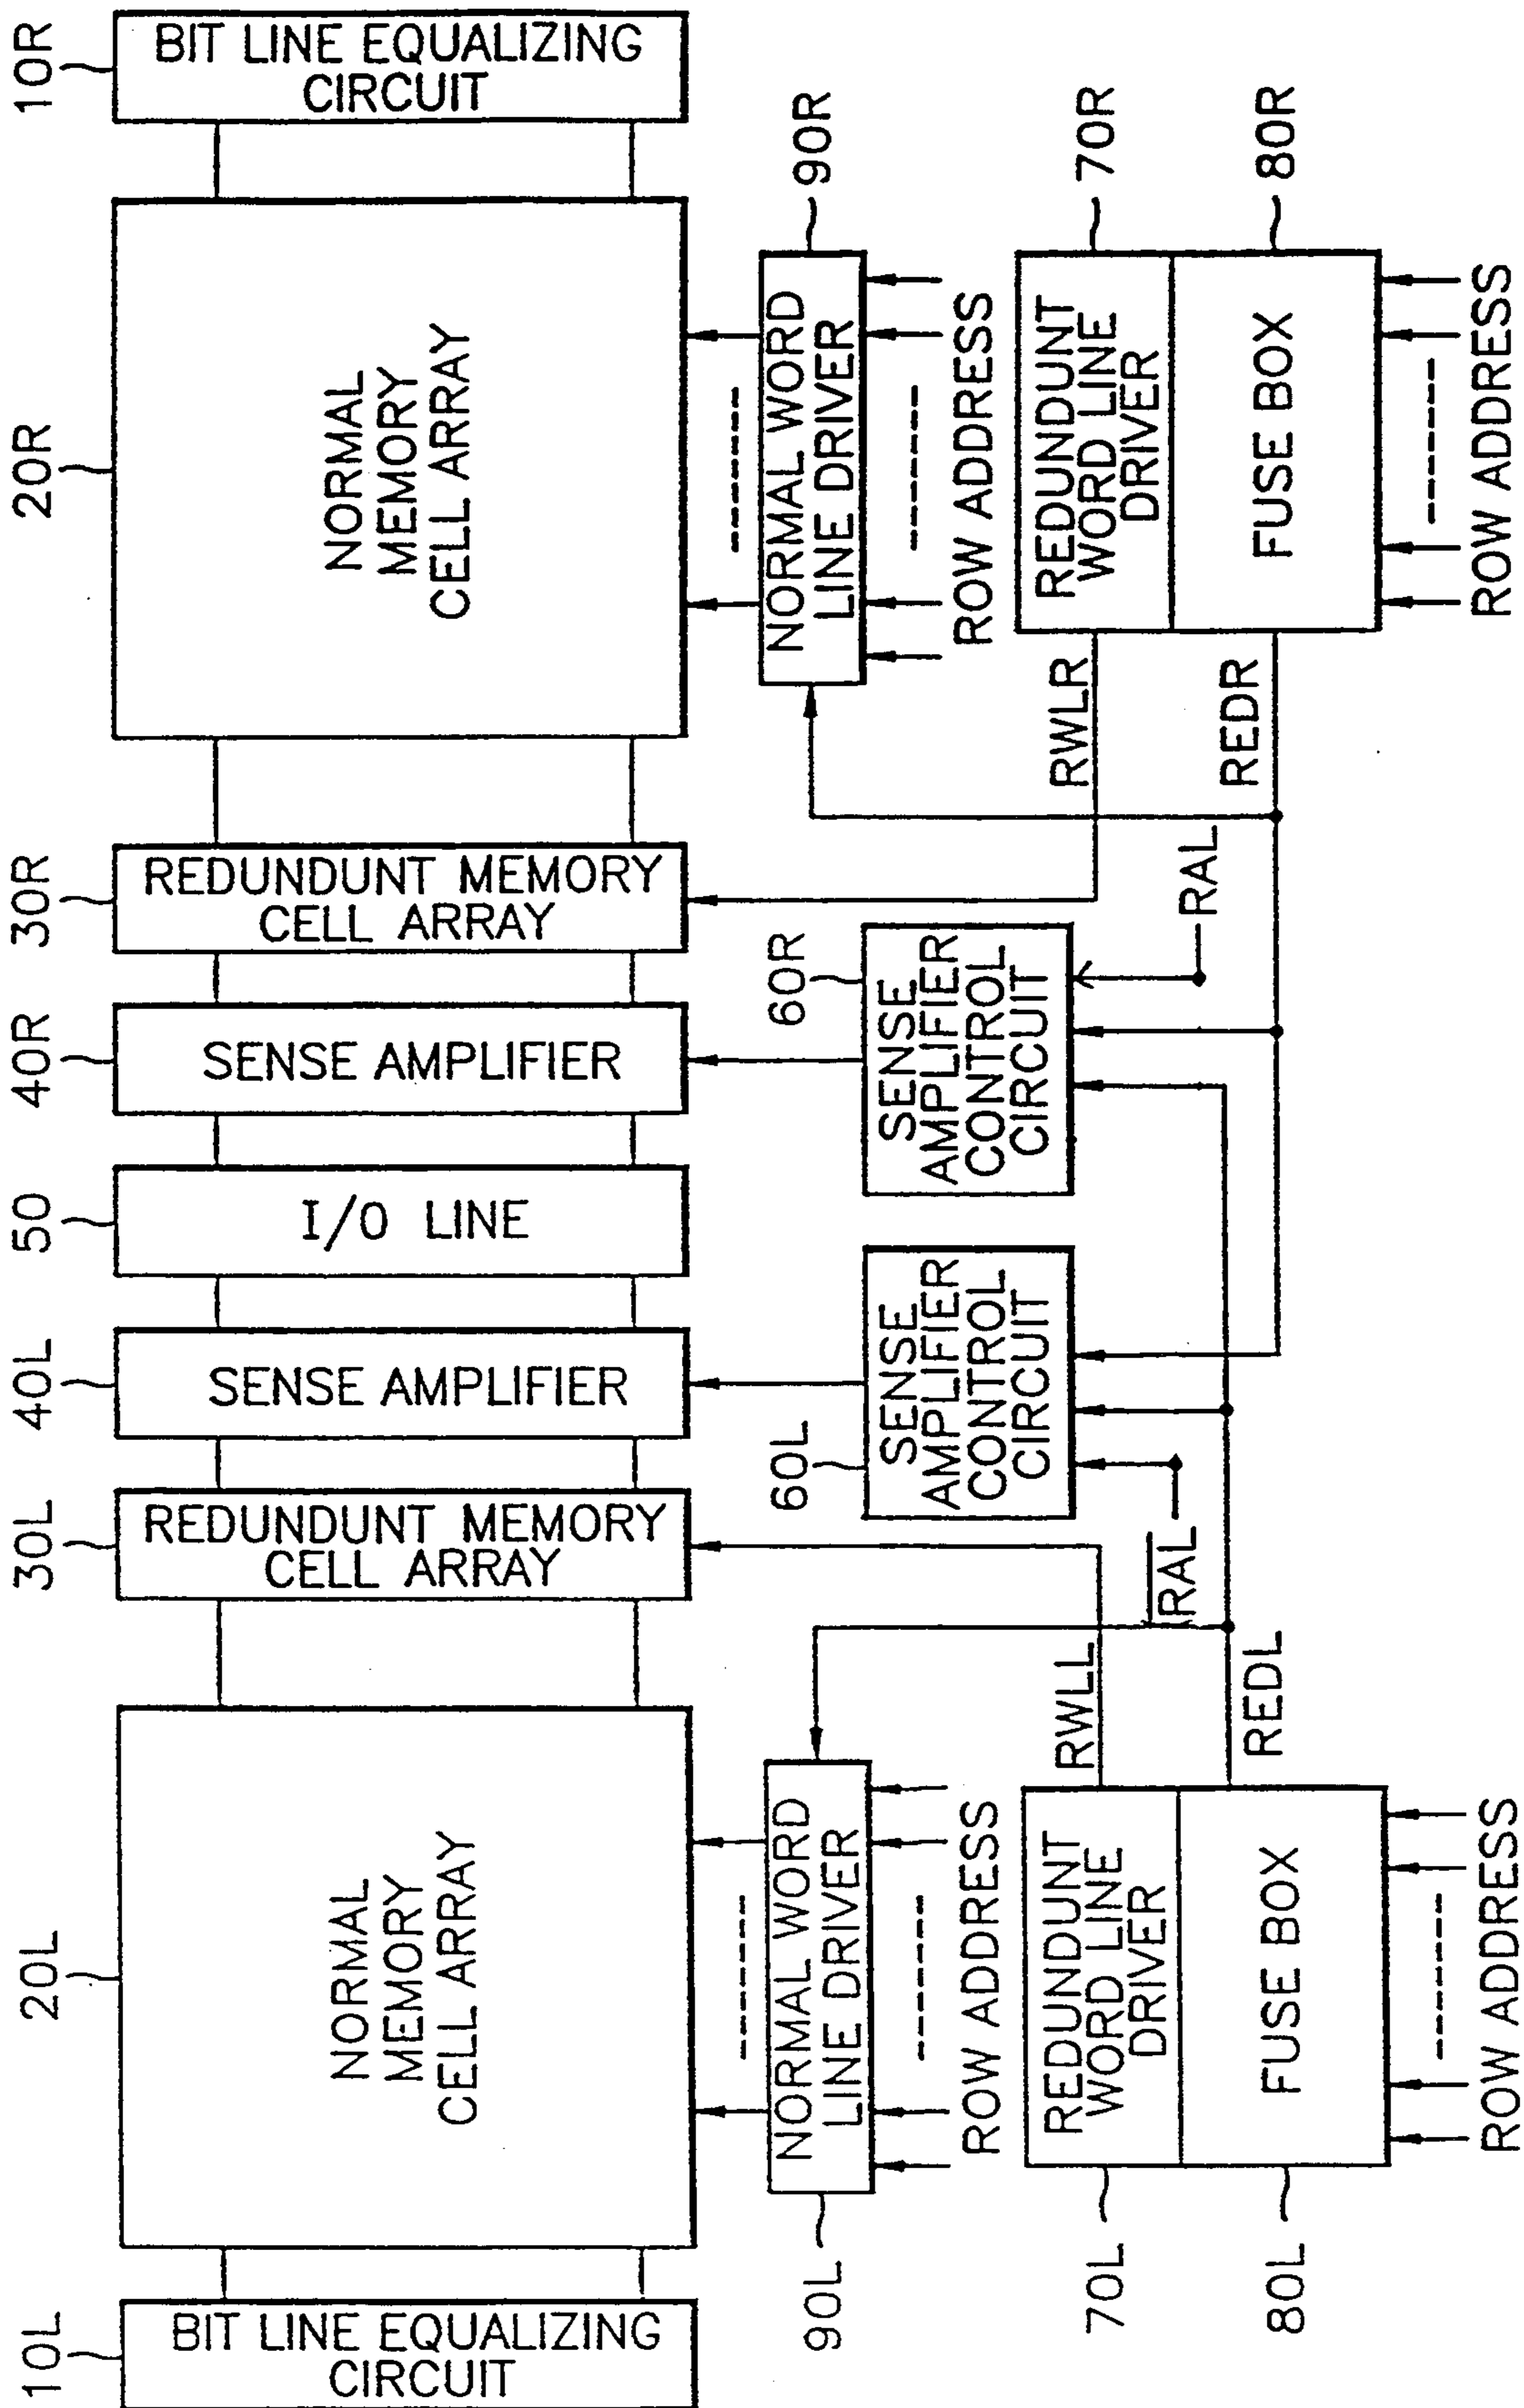 10R
BIT LINE EQUALIZING
CIRCUIT
20R
NORMAL
MEMORY
CELL ARRAY
90R
NORMAL WORD
LINE DRIVER
ROW ADDRESS
70R
REDUNDUNT
WORD LINE
DRIVER
80R
FUSE BOX
ROW ADDRESS
RWLR
REDR
30R
REDUNDUNT MEMORY
CELL ARRAY
RAL
40R
SENSE AMPLIFIER
60R
SENSE
AMPLIFIER
CONTROL
CIRCUIT
50
I/O LINE
40L
SENSE AMPLIFIER
60L
SENSE
AMPLIFIER
CONTROL
CIRCUIT
30L
REDUNDUNT MEMORY
CELL ARRAY
R̅A̅L̅
RWLL
REDL
20L
NORMAL
MEMORY
CELL ARRAY
90L
NORMAL WORD
LINE DRIVER
ROW ADDRESS
70L
REDUNDUNT
WORD LINE
DRIVER
80L
FUSE BOX
ROW ADDRESS
10L
BIT LINE EQUALIZING
CIRCUIT